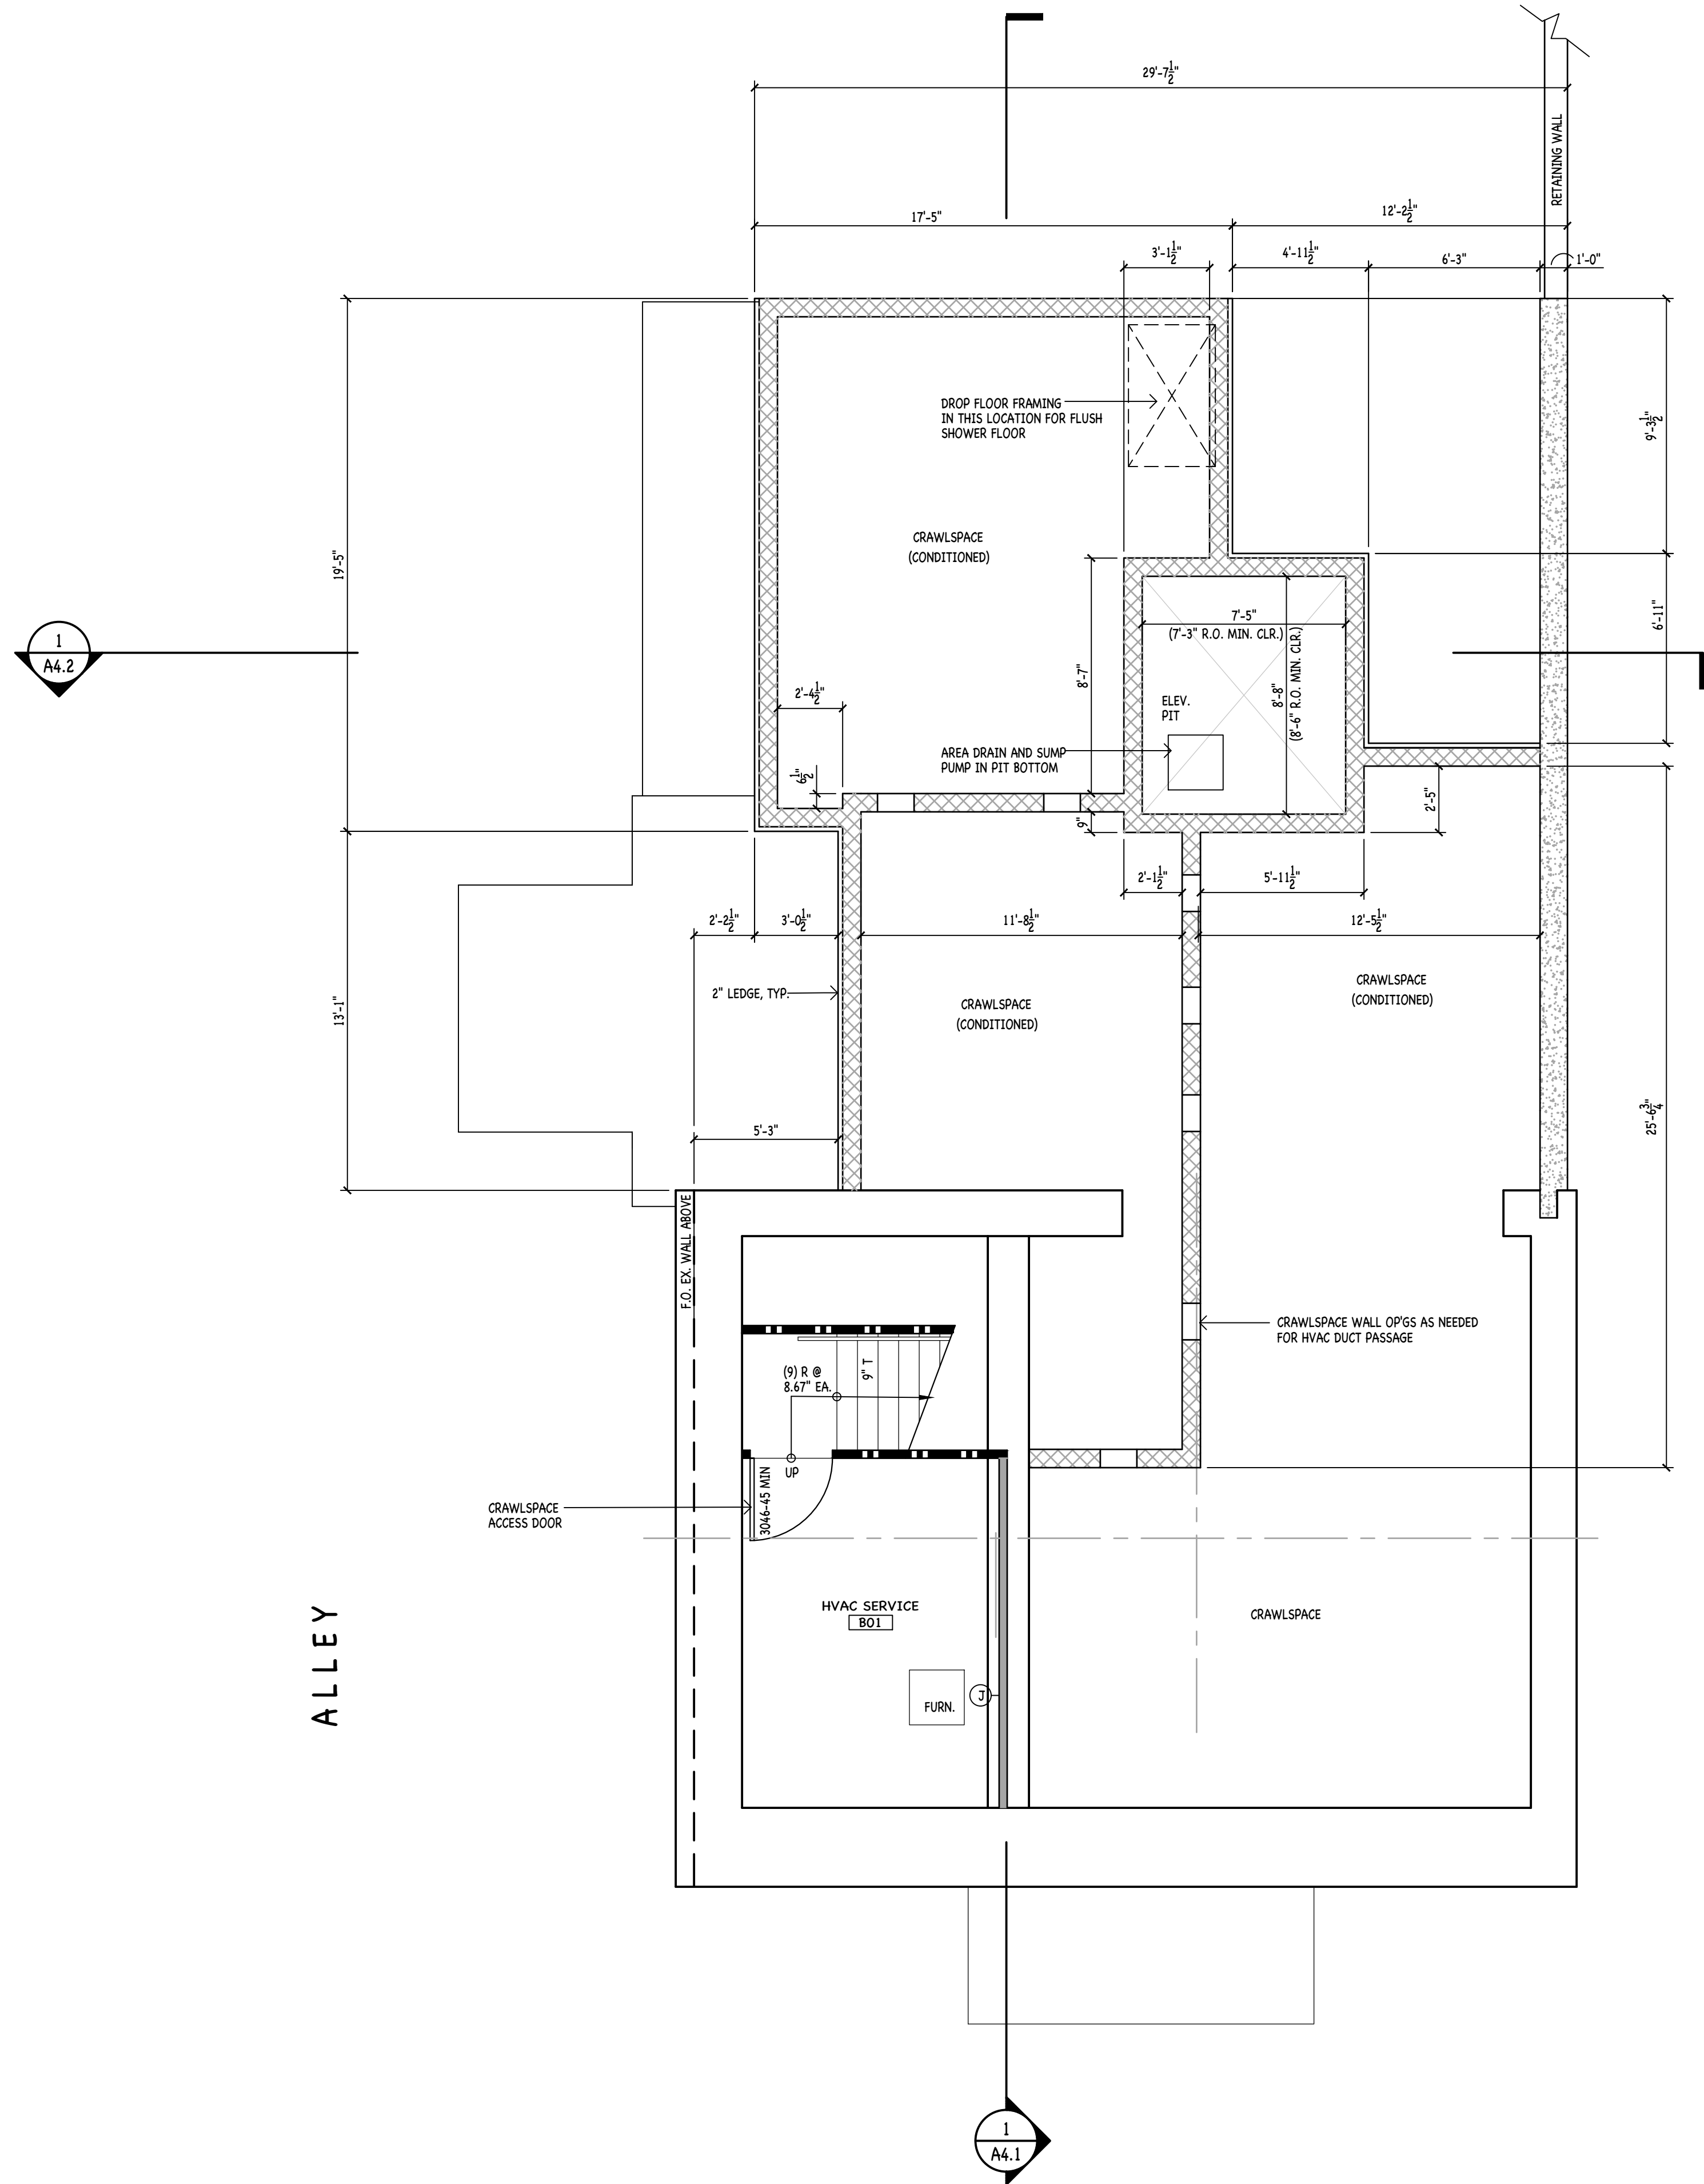 29'-7 1/2"
RETAINING WALL
17'-5"
12'-2 1/2"
3'-1 1/2"
4'-11 1/2"
6'-3"
1'-0"
DROP FLOOR FRAMING
IN THIS LOCATION FOR FLUSH
SHOWER FLOOR
9'-3 1/2"
CRAWLSPACE
(CONDITIONED)
19'-5"
7'-5"
(7'-3" R.O. MIN. CLR.)
8'-8"
(8'-6" R.O. MIN. CLR.)
6'-11"
1
A4.2
8'-7"
2'-4 1/2"
ELEV.
PIT
AREA DRAIN AND SUMP
PUMP IN PIT BOTTOM
6 1/2"
9"
2'-5"
2'-1 1/2"
5'-11 1/2"
2'-2 1/2"
3'-0 1/2"
11'-8 1/2"
12'-5 1/2"
2" LEDGE, TYP.
13'-1"
CRAWLSPACE
(CONDITIONED)
CRAWLSPACE
(CONDITIONED)
5'-3"
25'-6 3/4"
F.O. EX. WALL ABOVE
CRAWLSPACE WALL OP'GS AS NEEDED
FOR HVAC DUCT PASSAGE
(9) R @
8.67" EA.
9" T
UP
3046-45 MIN
CRAWLSPACE
ACCESS DOOR
HVAC SERVICE
B01
CRAWLSPACE
ALLEY
FURN.
J
1
A4.1